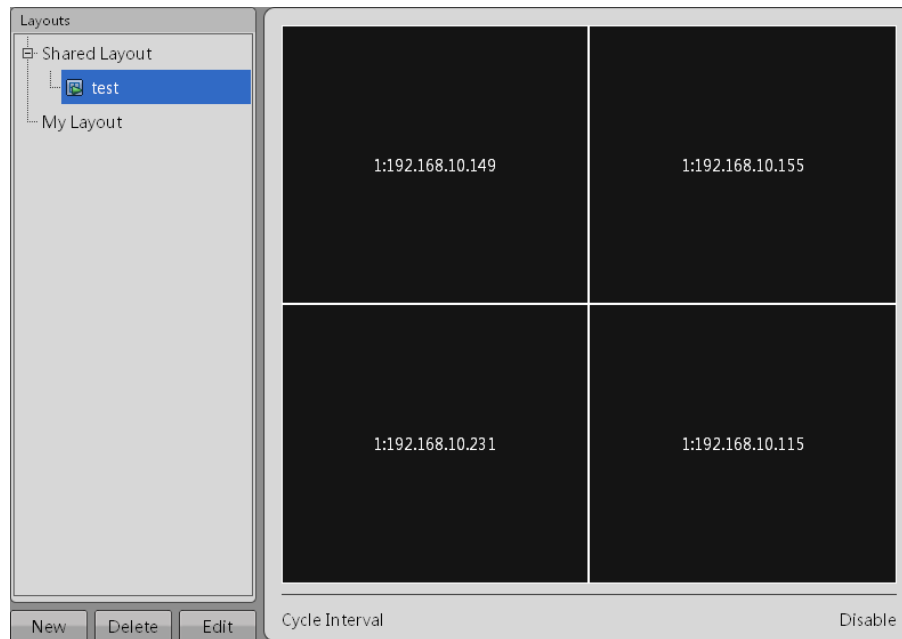 Layouts
Shared Layout
test
My Layout
1:192.168.10.149
1:192.168.10.155
1:192.168.10.231
1:192.168.10.115
New
Delete
Edit
Cycle Interval
Disable